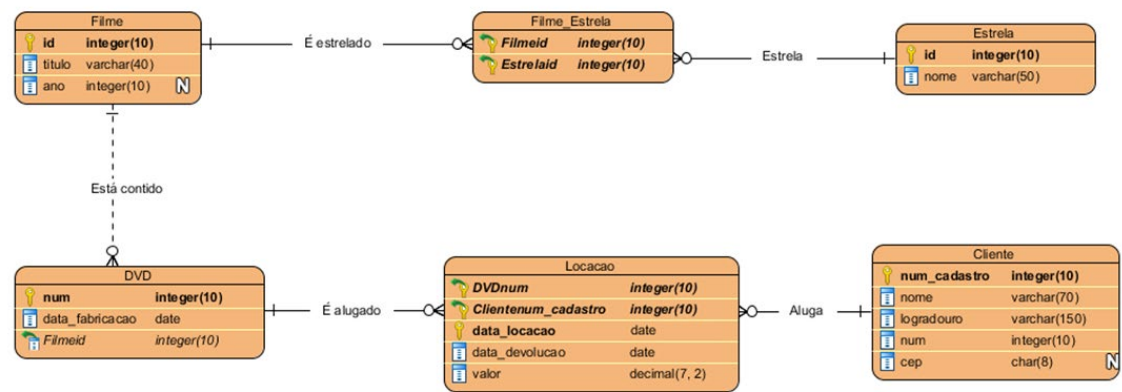 Filme
id integer(10)
titulo varchar(40)
ano integer(10) N
É estrelado
Filme_Estrela
Filmeid integer(10)
Estrelaid integer(10)
Estrela
Estrela
id integer(10)
nome varchar(50)
Está contido
DVD
num integer(10)
data_fabricacao date
Filmeid integer(10)
É alugado
Locacao
DVDnum integer(10)
Clientenum_cadastro integer(10)
data_locacao date
data_devolucao date
valor decimal(7, 2)
Aluga
Cliente
num_cadastro integer(10)
nome varchar(70)
logradouro varchar(150)
num integer(10)
cep char(8) N